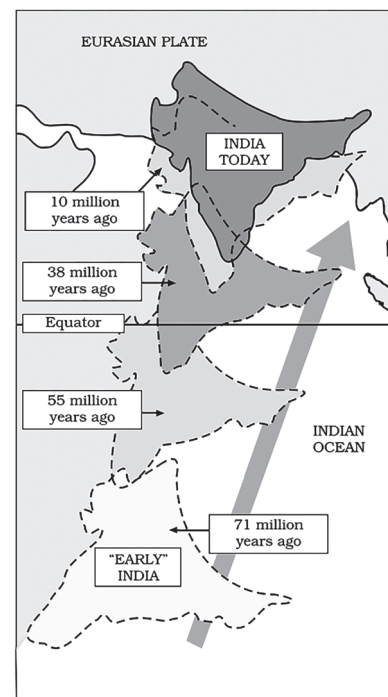 EURASIAN PLATE
INDIA
TODAY
10 million
years ago
38 million
years ago
Equator
55 million
years ago
INDIAN
OCEAN
71 million
years ago
"EARLY"
INDIA